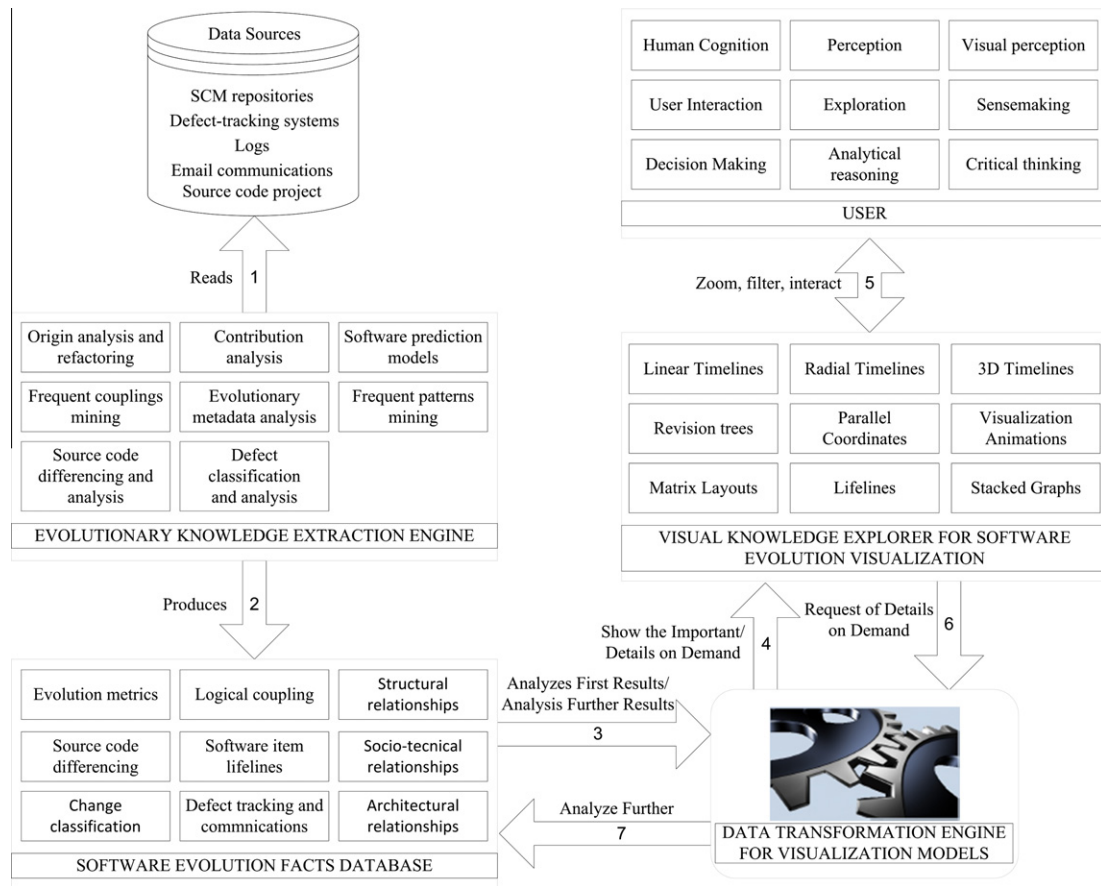 Data Sources
SCM repositories
Defect-tracking systems
Logs
Email communications
Source code project
Reads
1
Origin analysis and
refactoring
Contribution
analysis
Software prediction
models
Frequent couplings
mining
Evolutionary
metadata analysis
Frequent patterns
mining
Source code
differencing and
analysis
Defect
classification
and analysis
EVOLUTIONARY KNOWLEDGE EXTRACTION ENGINE
Produces
2
Evolution metrics
Logical coupling
Structural
relationships
Source code
differencing
Software item
lifelines
Socio-tecnical
relationships
Change
classification
Defect tracking and
commnications
Architectural
relationships
SOFTWARE EVOLUTION FACTS DATABASE
Analyzes First Results/
Analysis Further Results
3
Analyze Further
7
Human Cognition
Perception
Visual perception
User Interaction
Exploration
Sensemaking
Decision Making
Analytical
reasoning
Critical thinking
USER
Zoom, filter, interact
5
Linear Timelines
Radial Timelines
3D Timelines
Revision trees
Parallel
Coordinates
Visualization
Animations
Matrix Layouts
Lifelines
Stacked Graphs
VISUAL KNOWLEDGE EXPLORER FOR SOFTWARE
EVOLUTION VISUALIZATION
Show the Important/
Details on Demand
4
Request of Details
on Demand
6
DATA TRANSFORMATION ENGINE
FOR VISUALIZATION MODELS